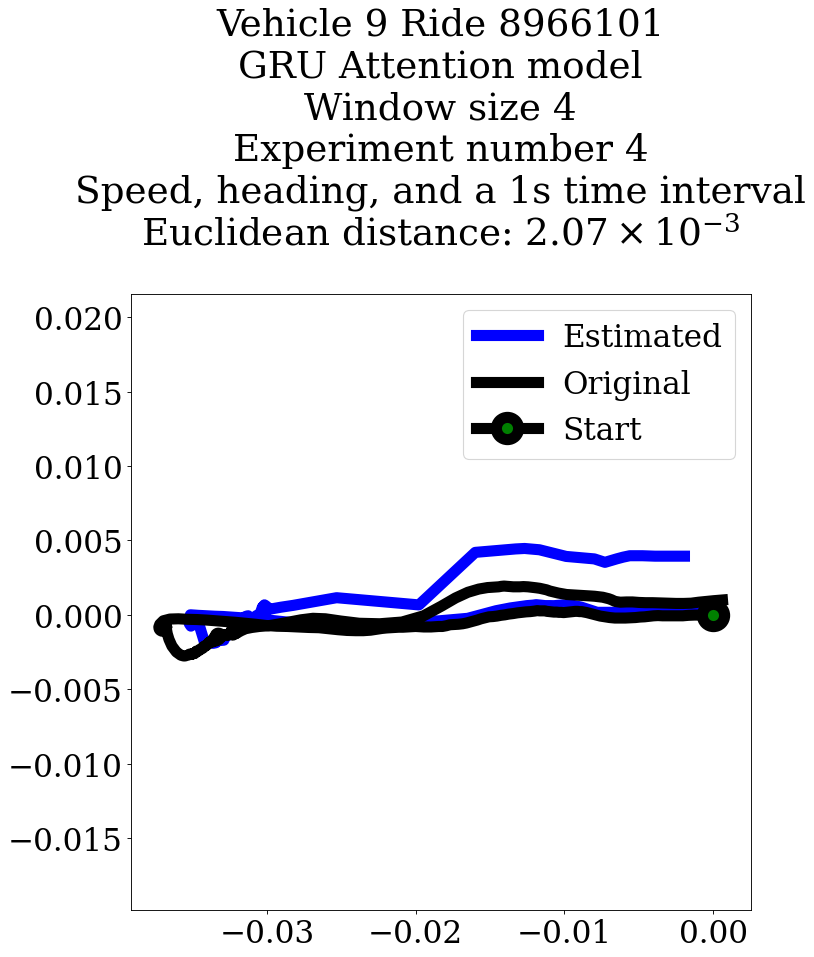 Vehicle 9 Ride 8966101
GRU Attention model
Window size 4
Experiment number 4
Speed, heading, and a 1s time interval
Euclidean distance: 2.07 × 10⁻³
Estimated
Original
Start
0.020
0.015
0.010
0.005
0.000
−0.005
−0.010
−0.015
−0.03 −0.02 −0.01 0.00